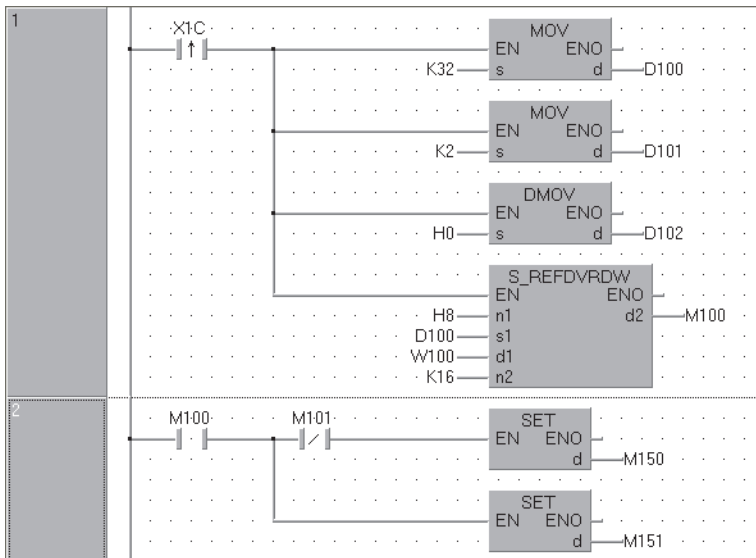 1
X1C
↑
MOV
EN ENO
K32 s d D100
MOV
EN ENO
K2 s d D101
DMOV
EN ENO
H0 s d D102
S_REFDVRDW
EN ENO
H8 n1 d2 M100
D100 s1
W100 d1
K16 n2
2
M100 M101
/
SET
EN ENO
d M150
SET
EN ENO
d M151